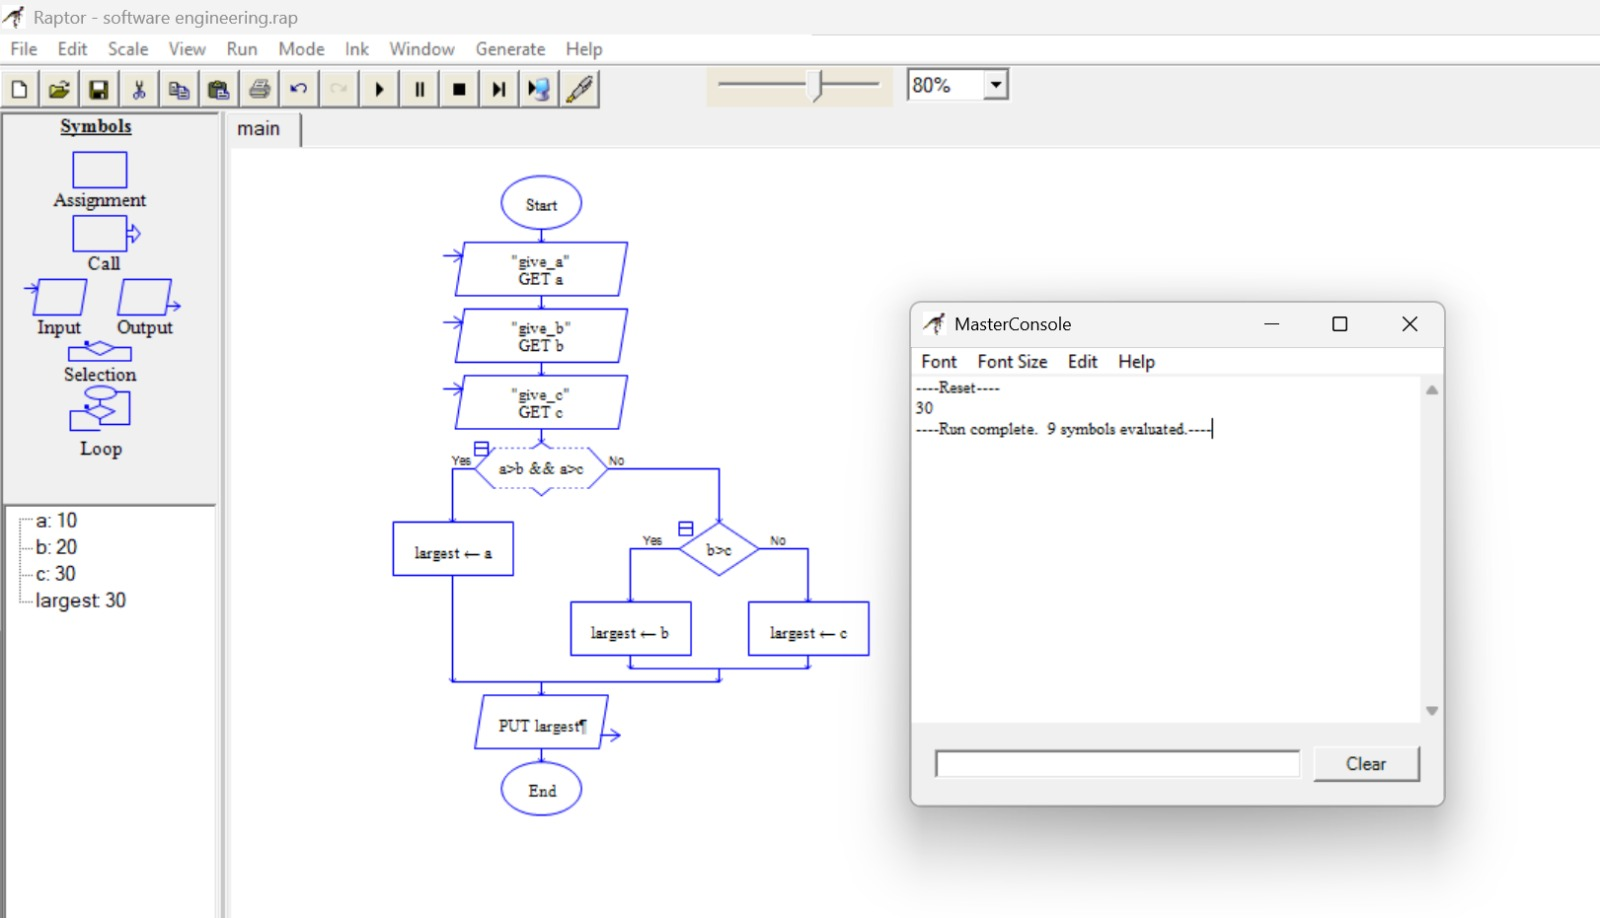 Raptor - software engineering.rap
File Edit Scale View Run Mode Ink Window Generate Help
80%
Symbols
Assignment
Call
Input Output
Selection
Loop
a: 10
b: 20
c: 30
largest: 30
main
Start
"give_a"
GET a
"give_b"
GET b
"give_c"
GET c
Yes a>b && a>c No
largest ← a
Yes b>c No
largest ← b
largest ← c
PUT largest¶
End
MasterConsole
Font Font Size Edit Help
----Reset----
30
----Run complete. 9 symbols evaluated.----
Clear